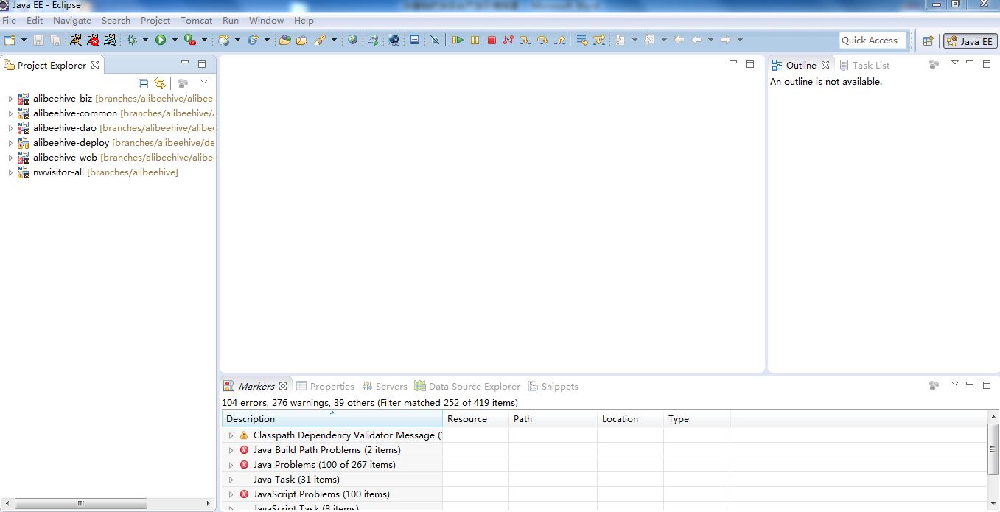 Java EE - Eclipse
File Edit Navigate Search Project Tomcat Run Window Help
Quick Access
Java EE
Project Explorer
alibeehive-biz [branches/alibeehive/alibeel
alibeehive-common [branches/alibeehive/a
alibeehive-dao [branches/alibeehive/alibee
alibeehive-deploy [branches/alibeehive/de
alibeehive-web [branches/alibeehive/alibee
nwvisitor-all [branches/alibeehive]
Outline Task List
An outline is not available.
Markers Properties Servers Data Source Explorer Snippets
104 errors, 276 warnings, 39 others (Filter matched 252 of 419 items)
Description Resource Path Location Type
Classpath Dependency Validator Message (
Java Build Path Problems (2 items)
Java Problems (100 of 267 items)
Java Task (31 items)
JavaScript Problems (100 items)
JavaScript Task (8 items)